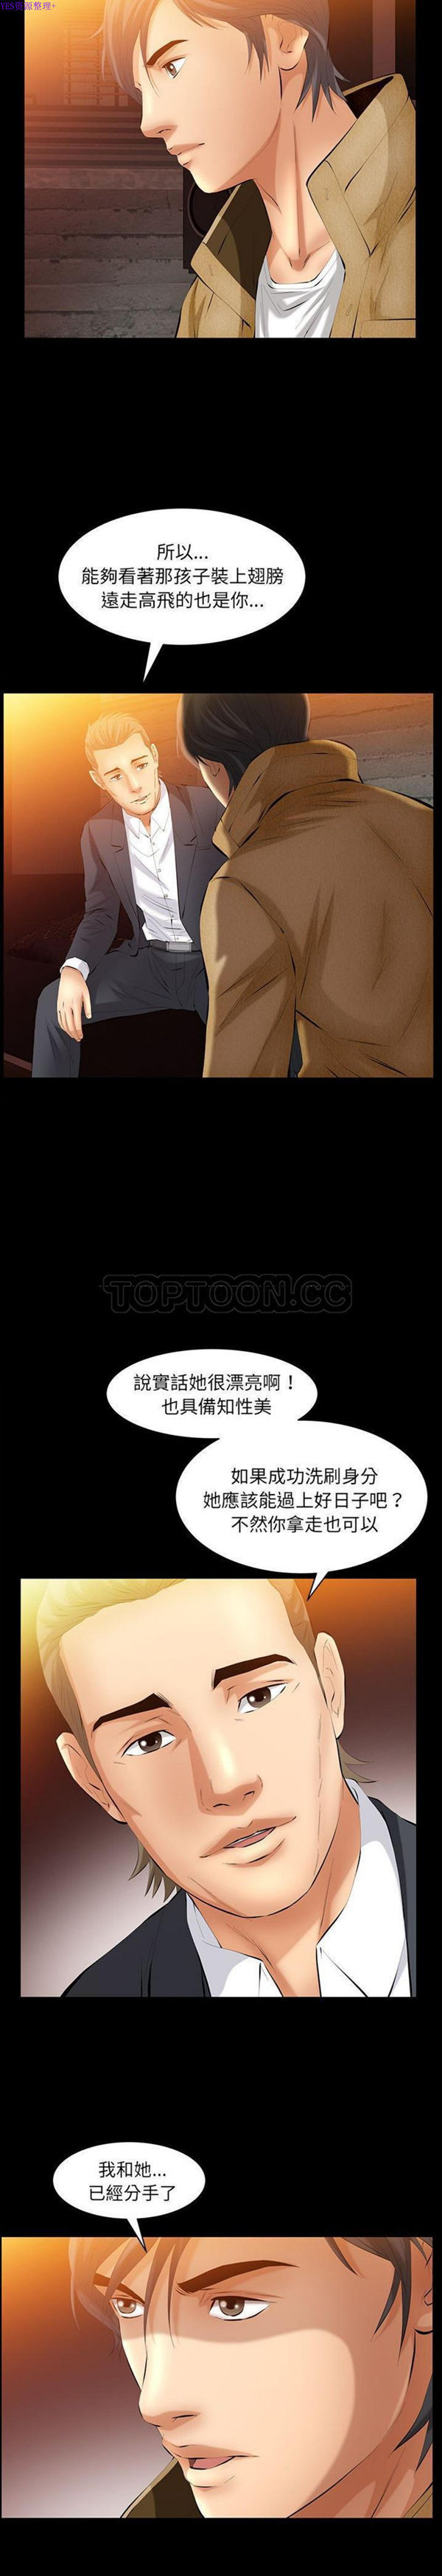 YES资源整理+
所以...
能夠看著那孩子裝上翅膀
遠走高飛的也是你...
TOPTOON.CC
說實話她很漂亮啊！
也具備知性美
如果成功洗刷身分
她應該能過上好日子吧？
不然你拿走也可以
我和她...
已經分手了